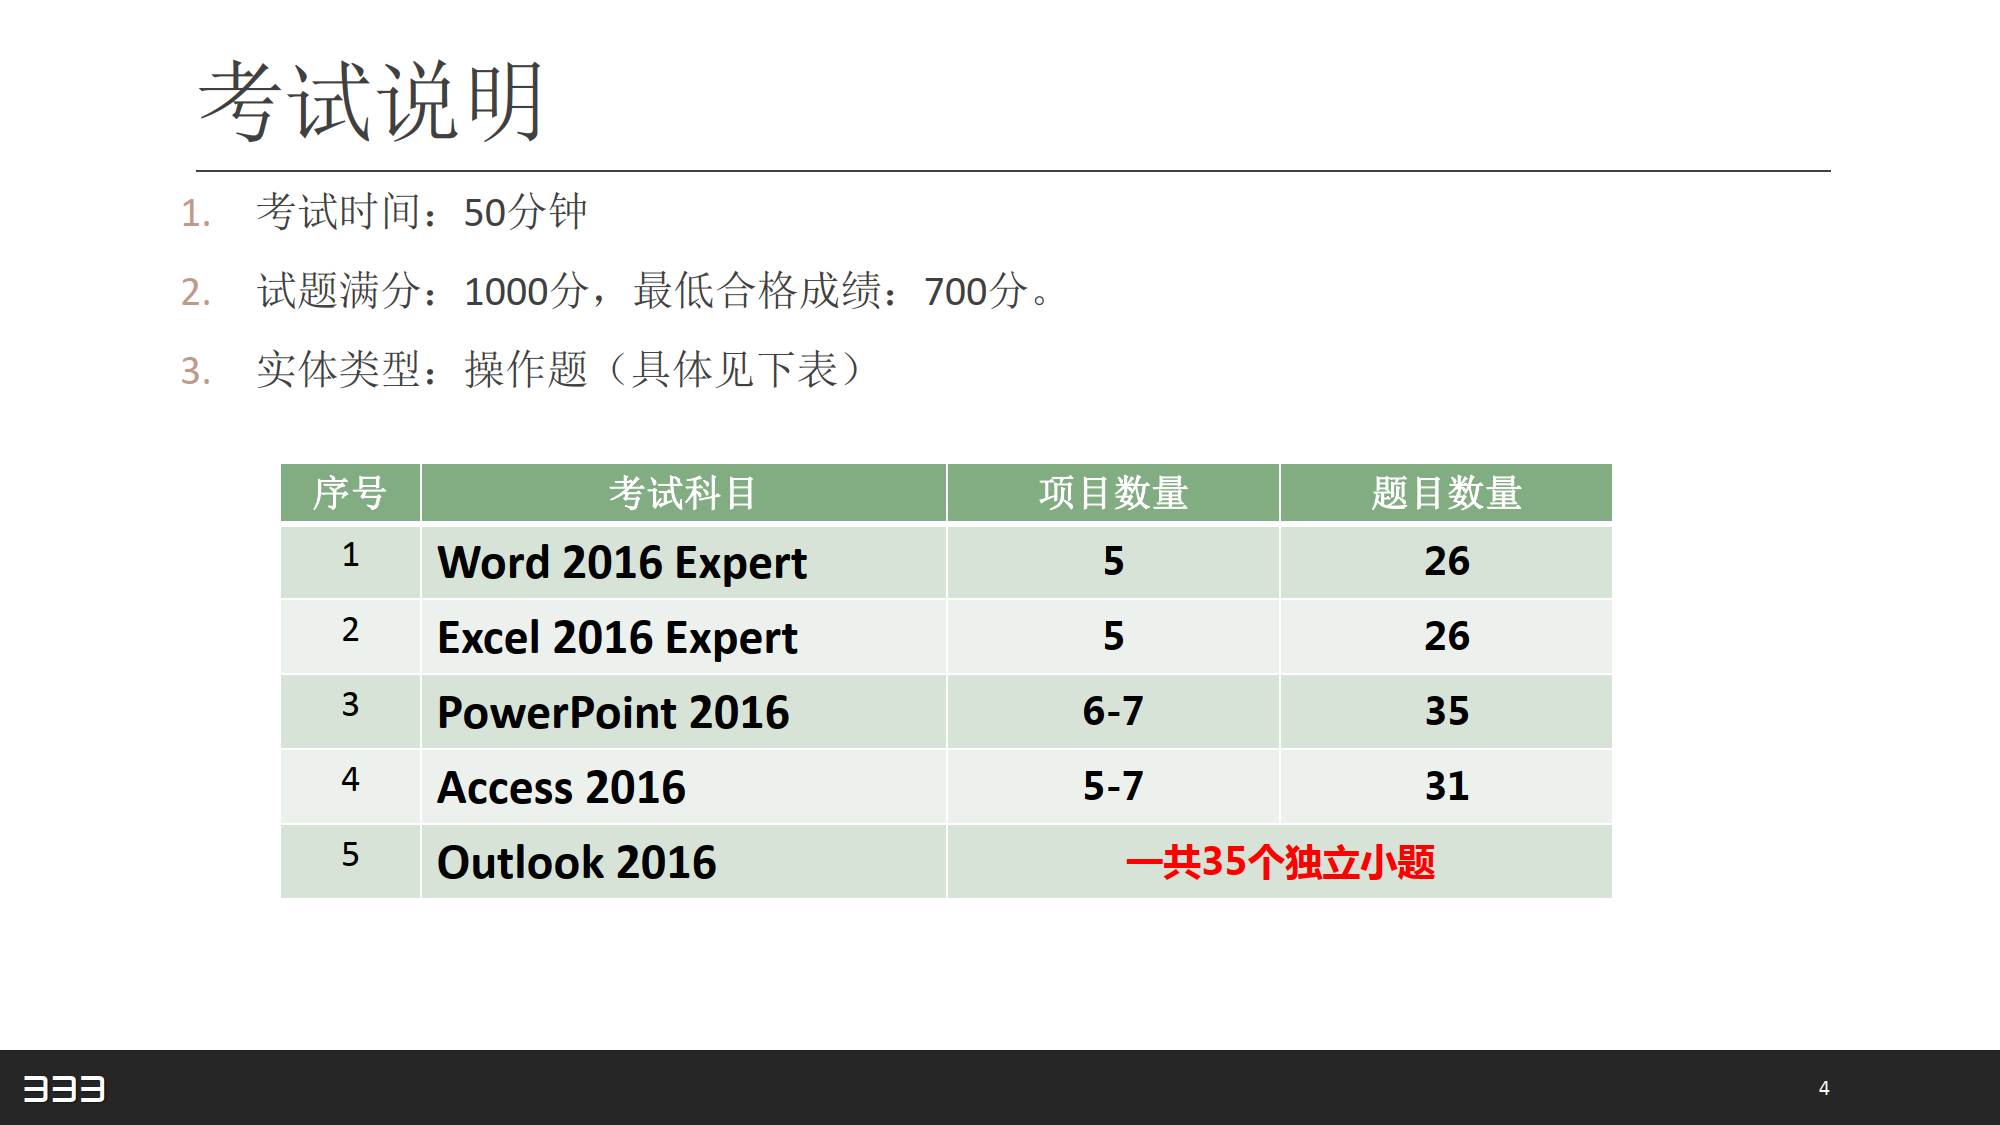 考试说明
1. 考试时间：50分钟
2. 试题满分：1000分，最低合格成绩：700分。
3. 实体类型：操作题（具体见下表）
序号 考试科目 项目数量 题目数量
1 Word 2016 Expert 5 26
2 Excel 2016 Expert 5 26
3 PowerPoint 2016 6-7 35
4 Access 2016 5-7 31
5 Outlook 2016 一共35个独立小题
333 4